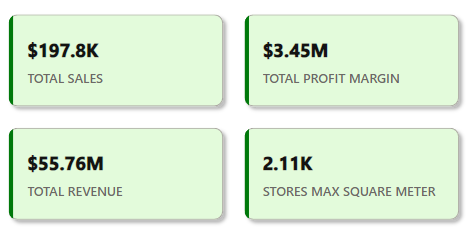 $197.8K
TOTAL SALES
$3.45M
TOTAL PROFIT MARGIN
$55.76M
TOTAL REVENUE
2.11K
STORES MAX SQUARE METER